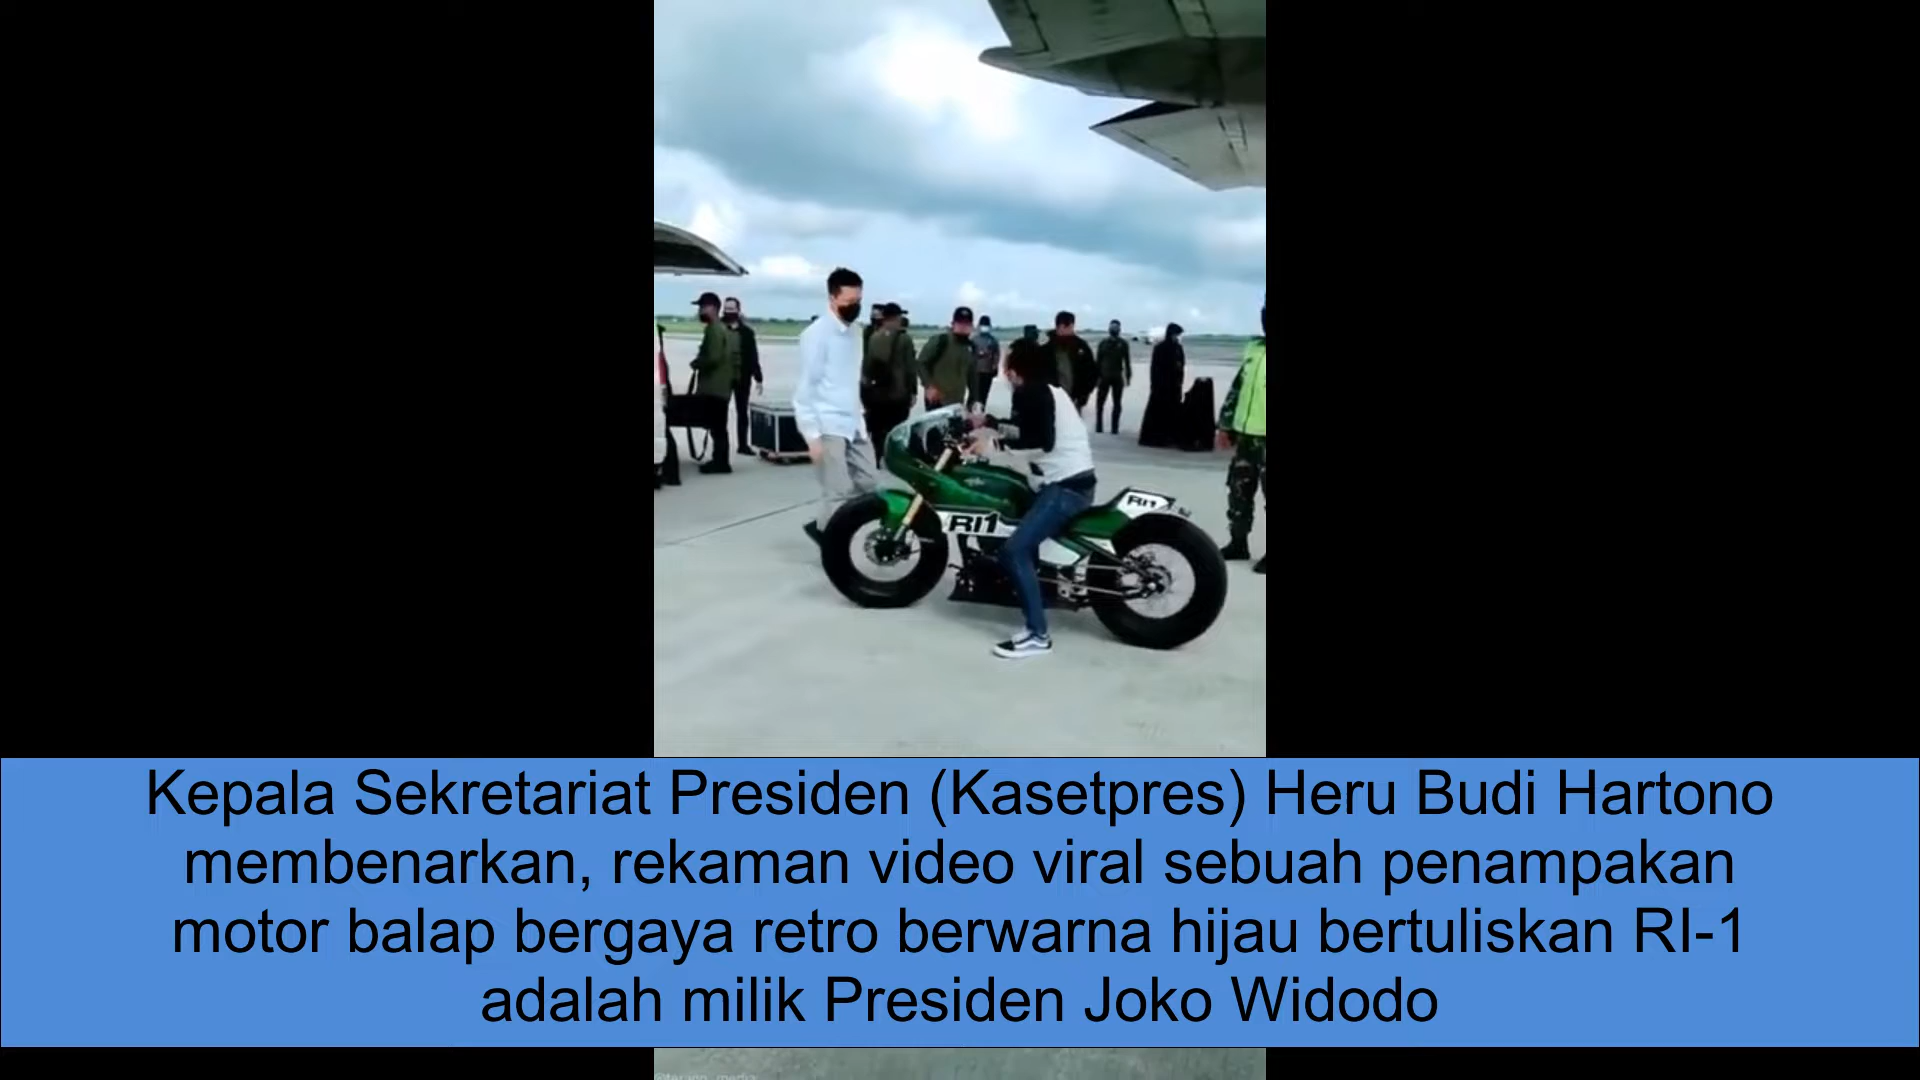 RI1
RI1
Kepala Sekretariat Presiden (Kasetpres) Heru Budi Hartono
membenarkan, rekaman video viral sebuah penampakan
motor balap bergaya retro berwarna hijau bertuliskan RI-1
adalah milik Presiden Joko Widodo